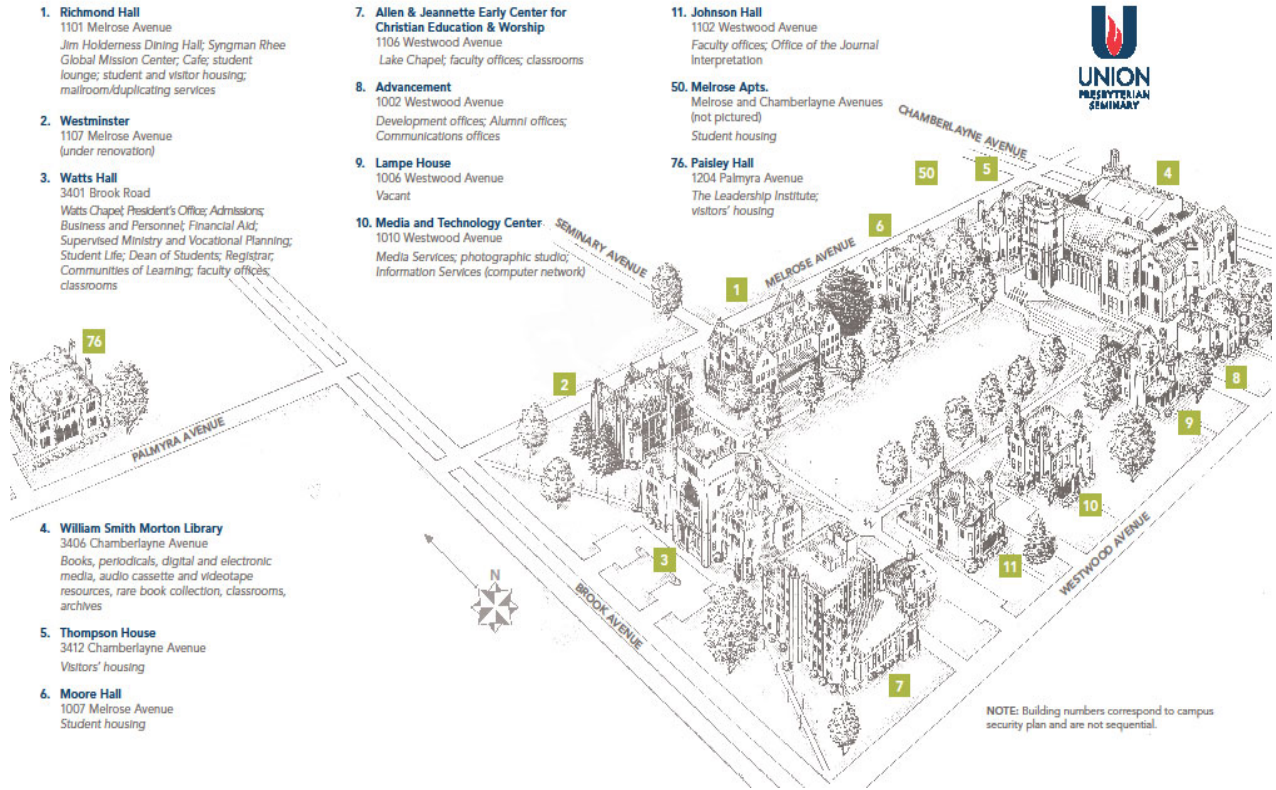 1. Richmond Hall
1101 Melrose Avenue
Jim Holderness Dining Hall; Syngman Rhee
Global Mission Center; Cafe; student
lounge; student and visitor housing;
mailroom/duplicating services
2. Westminster
1107 Melrose Avenue
(under renovation)
3. Watts Hall
3401 Brook Road
Watts Chapel; President's Office; Admissions;
Business and Personnel; Financial Aid;
Supervised Ministry and Vocational Planning;
Student Life; Dean of Students; Registrar;
Communities of Learning; faculty offices;
classrooms
7. Allen & Jeannette Early Center for
Christian Education & Worship
1106 Westwood Avenue
Lake Chapel; faculty offices; classrooms
8. Advancement
1002 Westwood Avenue
Development offices; Alumni offices;
Communications offices
9. Lampe House
1006 Westwood Avenue
Vacant
10. Media and Technology Center
1010 Westwood Avenue
Media Services; photographic studio;
Information Services (computer network)
11. Johnson Hall
1102 Westwood Avenue
Faculty offices; Office of the Journal
Interpretation
50. Melrose Apts.
Melrose and Chamberlayne Avenues
(not pictured)
Student housing
76. Paisley Hall
1204 Palmyra Avenue
The Leadership Institute;
visitors' housing
UNION
PRESBYTERIAN
SEMINARY
CHAMBERLAYNE AVENUE
50
5
4
6
SEMINARY AVENUE
MELROSE AVENUE
1
76
2
8
9
PALMYRA AVENUE
10
4. William Smith Morton Library
3406 Chamberlayne Avenue
Books, periodicals, digital and electronic
media, audio cassette and videotape
resources, rare book collection, classrooms,
archives
5. Thompson House
3412 Chamberlayne Avenue
Visitors' housing
6. Moore Hall
1007 Melrose Avenue
Student housing
3
11
WESTWOOD AVENUE
N
BROOK AVENUE
7
NOTE: Building numbers correspond to campus
security plan and are not sequential.